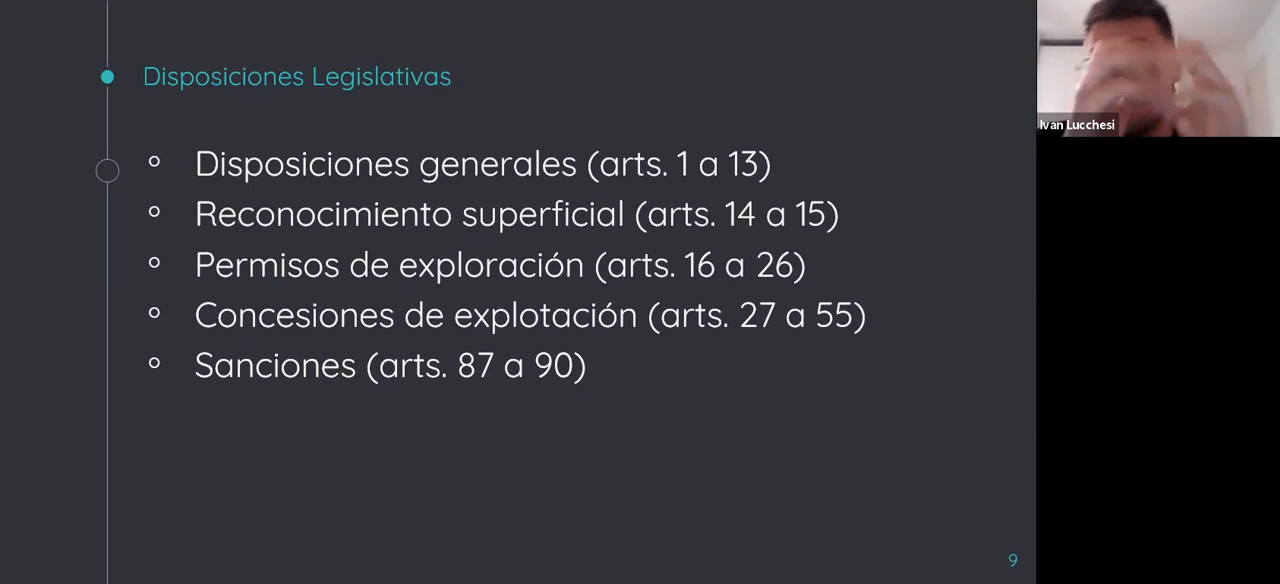 Disposiciones Legislativas
Disposiciones generales (arts. 1 a 13)
Reconocimiento superficial (arts. 14 a 15)
Permisos de exploración (arts. 16 a 26)
Concesiones de explotación (arts. 27 a 55)
Sanciones (arts. 87 a 90)
Ivan Lucchesi
9